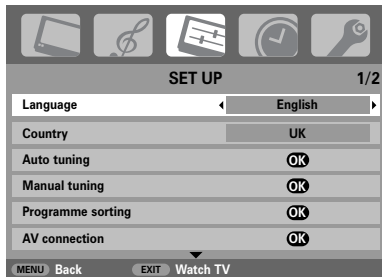 SET UP 1/2
Language English
Country UK
Auto tuning OK
Manual tuning OK
Programme sorting OK
AV connection OK
MENU Back EXIT Watch TV